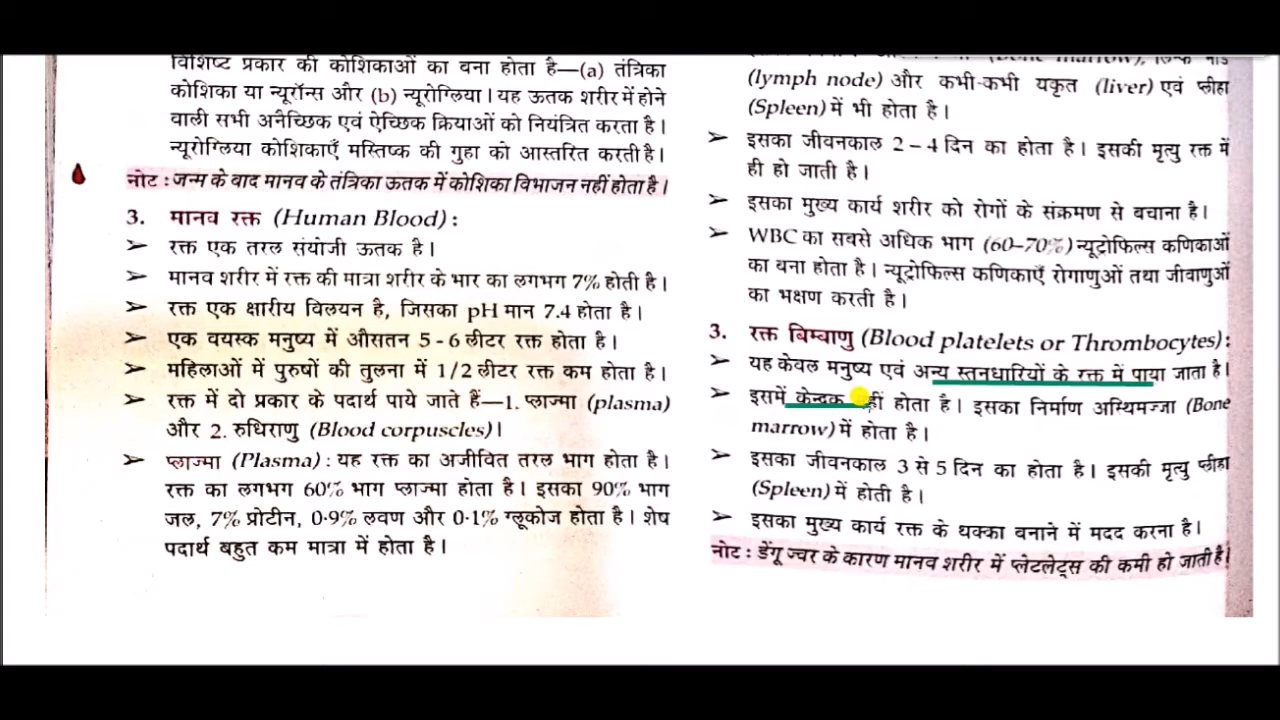 विशिष्ट प्रकार की कोशिकाओं का बना होता है—(a) तंत्रिका
कोशिका या न्यूरॉन्स और (b) न्यूरोग्लिया। यह ऊतक शरीर में होने
वाली सभी अनैच्छिक एवं ऐच्छिक क्रियाओं को नियंत्रित करता है।
न्यूरोग्लिया कोशिकाएँ मस्तिष्क की गुहा को आस्तरित करती है।
नोट : जन्म के बाद मानव के तंत्रिका ऊतक में कोशिका विभाजन नहीं होता है।
3. मानव रक्त (Human Blood) :
➢ रक्त एक तरल संयोजी ऊतक है।
➢ मानव शरीर में रक्त की मात्रा शरीर के भार का लगभग 7% होती है।
➢ रक्त एक क्षारीय विलयन है, जिसका pH मान 7.4 होता है।
➢ एक वयस्क मनुष्य में औसतन 5 - 6 लीटर रक्त होता है।
➢ महिलाओं में पुरुषों की तुलना में 1/2 लीटर रक्त कम होता है।
➢ रक्त में दो प्रकार के पदार्थ पाये जाते हैं—1. प्लाज्मा (plasma)
और 2. रुधिराणु (Blood corpuscles)।
➢ प्लाज्मा (Plasma) : यह रक्त का अजीवित तरल भाग होता है।
रक्त का लगभग 60% भाग प्लाज्मा होता है। इसका 90% भाग
जल, 7% प्रोटीन, 0·9% लवण और 0·1% ग्लूकोज होता है। शेष
पदार्थ बहुत कम मात्रा में होता है।
(lymph node) और कभी-कभी यकृत (liver) एवं प्लीहा
(Spleen) में भी होता है।
➢ इसका जीवनकाल 2 – 4 दिन का होता है। इसकी मृत्यु रक्त में
ही हो जाती है।
➢ इसका मुख्य कार्य शरीर को रोगों के संक्रमण से बचाना है।
➢ WBC का सबसे अधिक भाग (60–70%) न्यूट्रोफिल्स कणिकाओं
का बना होता है। न्यूट्रोफिल्स कणिकाएँ रोगाणुओं तथा जीवाणुओं
का भक्षण करती है।
3. रक्त बिम्बाणु (Blood platelets or Thrombocytes) :
➢ यह केवल मनुष्य एवं अन्य स्तनधारियों के रक्त में पाया जाता है।
➢ इसमें केन्द्रक होता है। इसका निर्माण अस्थिमज्जा (Bone
marrow) में होता है।
➢ इसका जीवनकाल 3 से 5 दिन का होता है। इसकी मृत्यु प्लीहा
(Spleen) में होती है।
➢ इसका मुख्य कार्य रक्त के थक्का बनाने में मदद करना है।
नोट : डेंगू ज्वर के कारण मानव शरीर में प्लेटलेट्स की कमी हो जाती है।